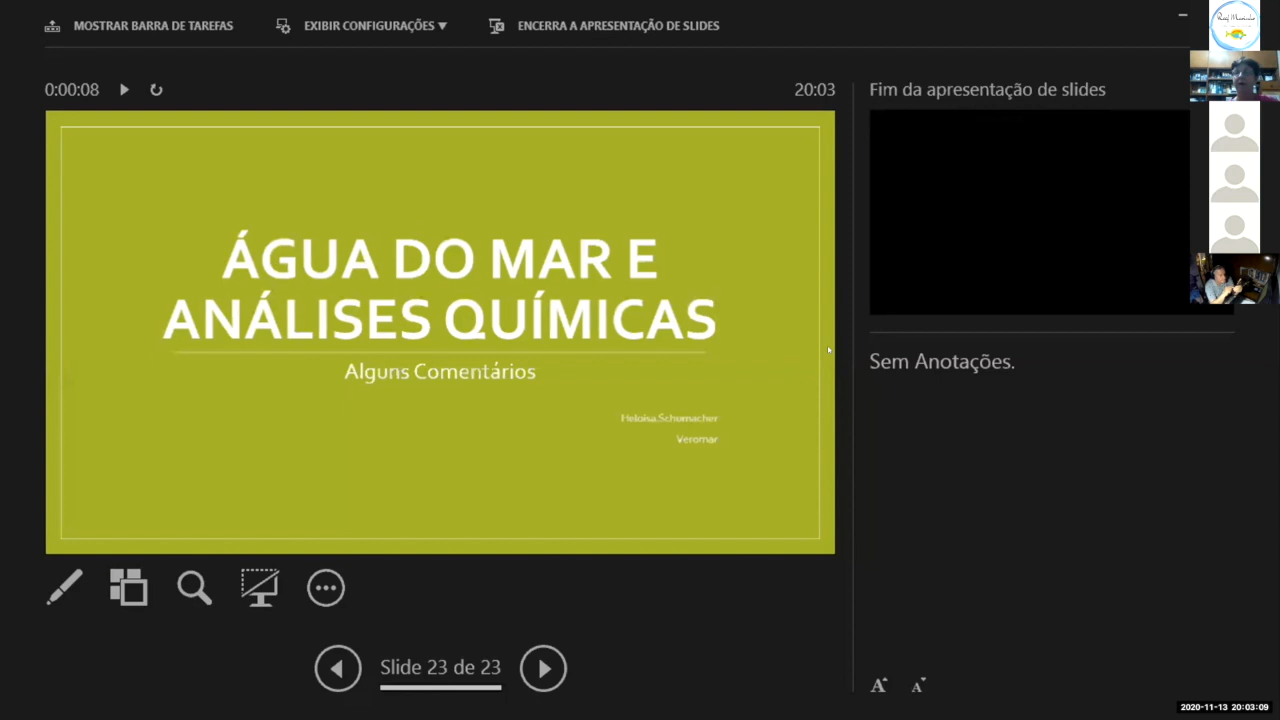 MOSTRAR BARRA DE TAREFAS
EXIBIR CONFIGURAÇÕES ▼
ENCERRA A APRESENTAÇÃO DE SLIDES
0:00:08
20:03
Fim da apresentação de slides
ÁGUA DO MAR E
ANÁLISES QUÍMICAS
Alguns Comentários
Heloisa.Schumacher
Veromar
Sem Anotações.
Slide 23 de 23
A A
2020-11-13 20:03:09